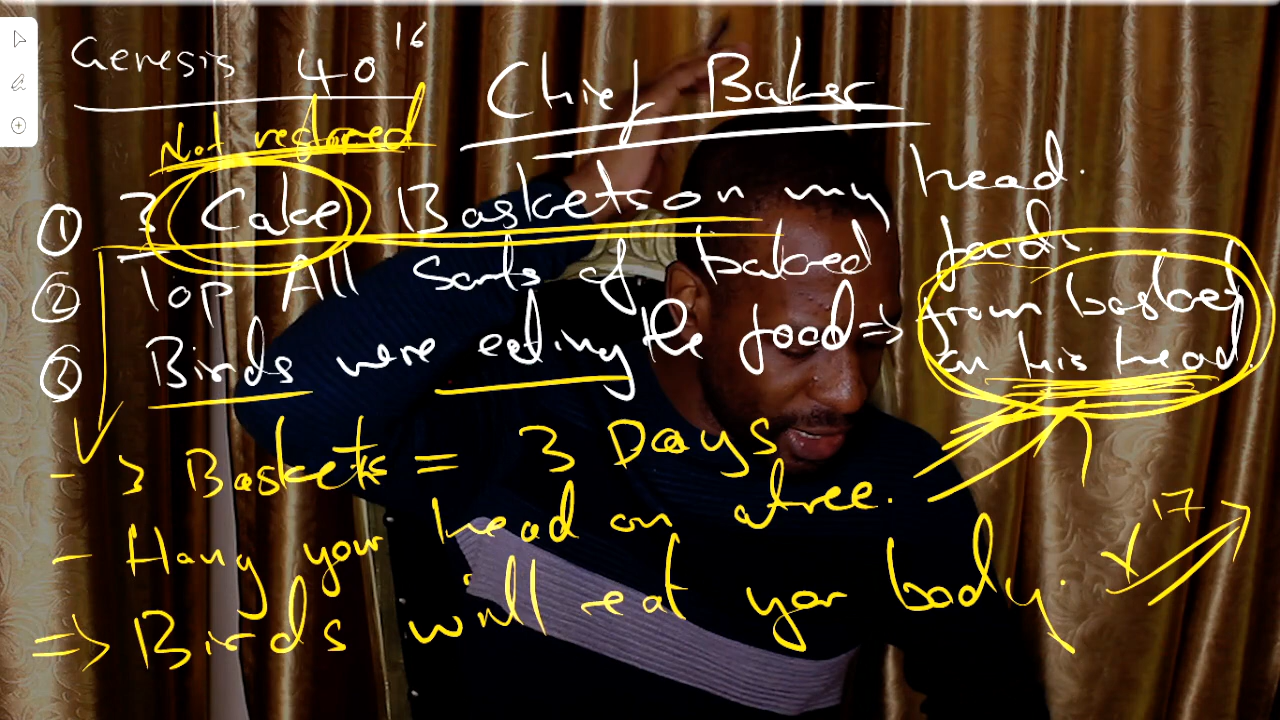 Genesis 40 16
Chief Baker
Not restored
① 3 Cake Baskets on my head.
② Top All Sorts of baked foods.
③ Birds were eating the food => from basket
on his head
- 3 Baskets = 3 Days
- Hang your head on a tree.
=> Birds will eat your body. V 17